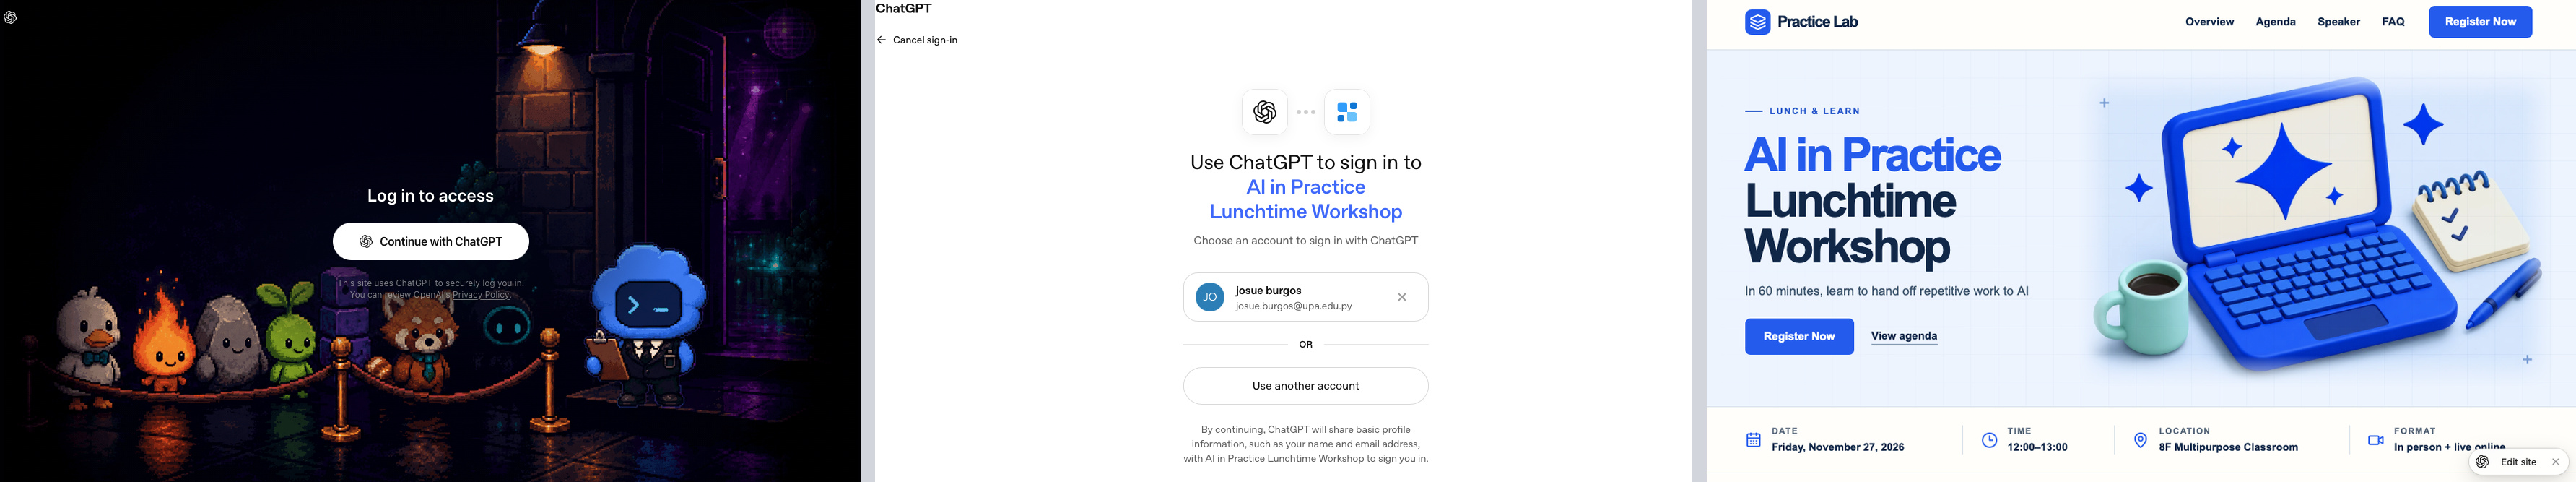 Log in to access
Continue with ChatGPT
This site uses ChatGPT to securely log you in.
You can review OpenAI's Privacy Policy.
ChatGPT
Cancel sign-in
Use ChatGPT to sign in to
AI in Practice
Lunchtime Workshop
Choose an account to sign in with ChatGPT
JO
josue burgos
josue.burgos@upa.edu.py
OR
Use another account
By continuing, ChatGPT will share basic profile
information, such as your name and email address,
with AI in Practice Lunchtime Workshop to sign you in.
Practice Lab
Overview
Agenda
Speaker
FAQ
Register Now
LUNCH & LEARN
AI in Practice
Lunchtime
Workshop
In 60 minutes, learn to hand off repetitive work to AI
Register Now
View agenda
DATE
Friday, November 27, 2026
TIME
12:00–13:00
LOCATION
8F Multipurpose Classroom
FORMAT
In person + live online
Edit site